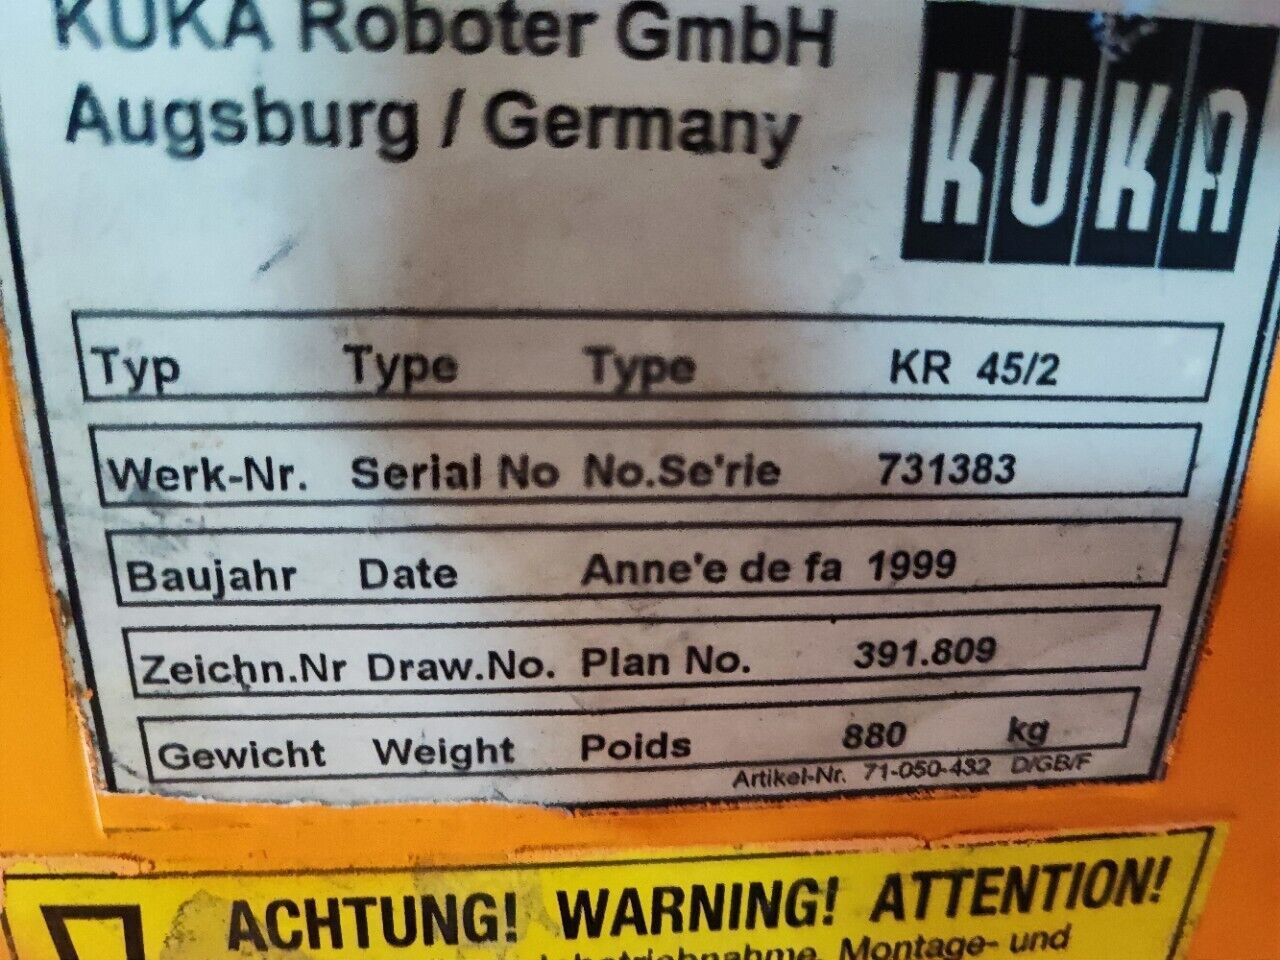 KUKA Roboter GmbH
Augsburg / Germany
KUKA
Typ Type Type KR 45/2
Werk-Nr. Serial No No.Se'rie 731383
Baujahr Date Anne'e de fa 1999
Zeichn.Nr Draw.No. Plan No. 391.809
Gewicht Weight Poids 880 kg
Artikel-Nr. 71-050-432 D/GB/F
ACHTUNG! WARNING! ATTENTION!
Montage- und